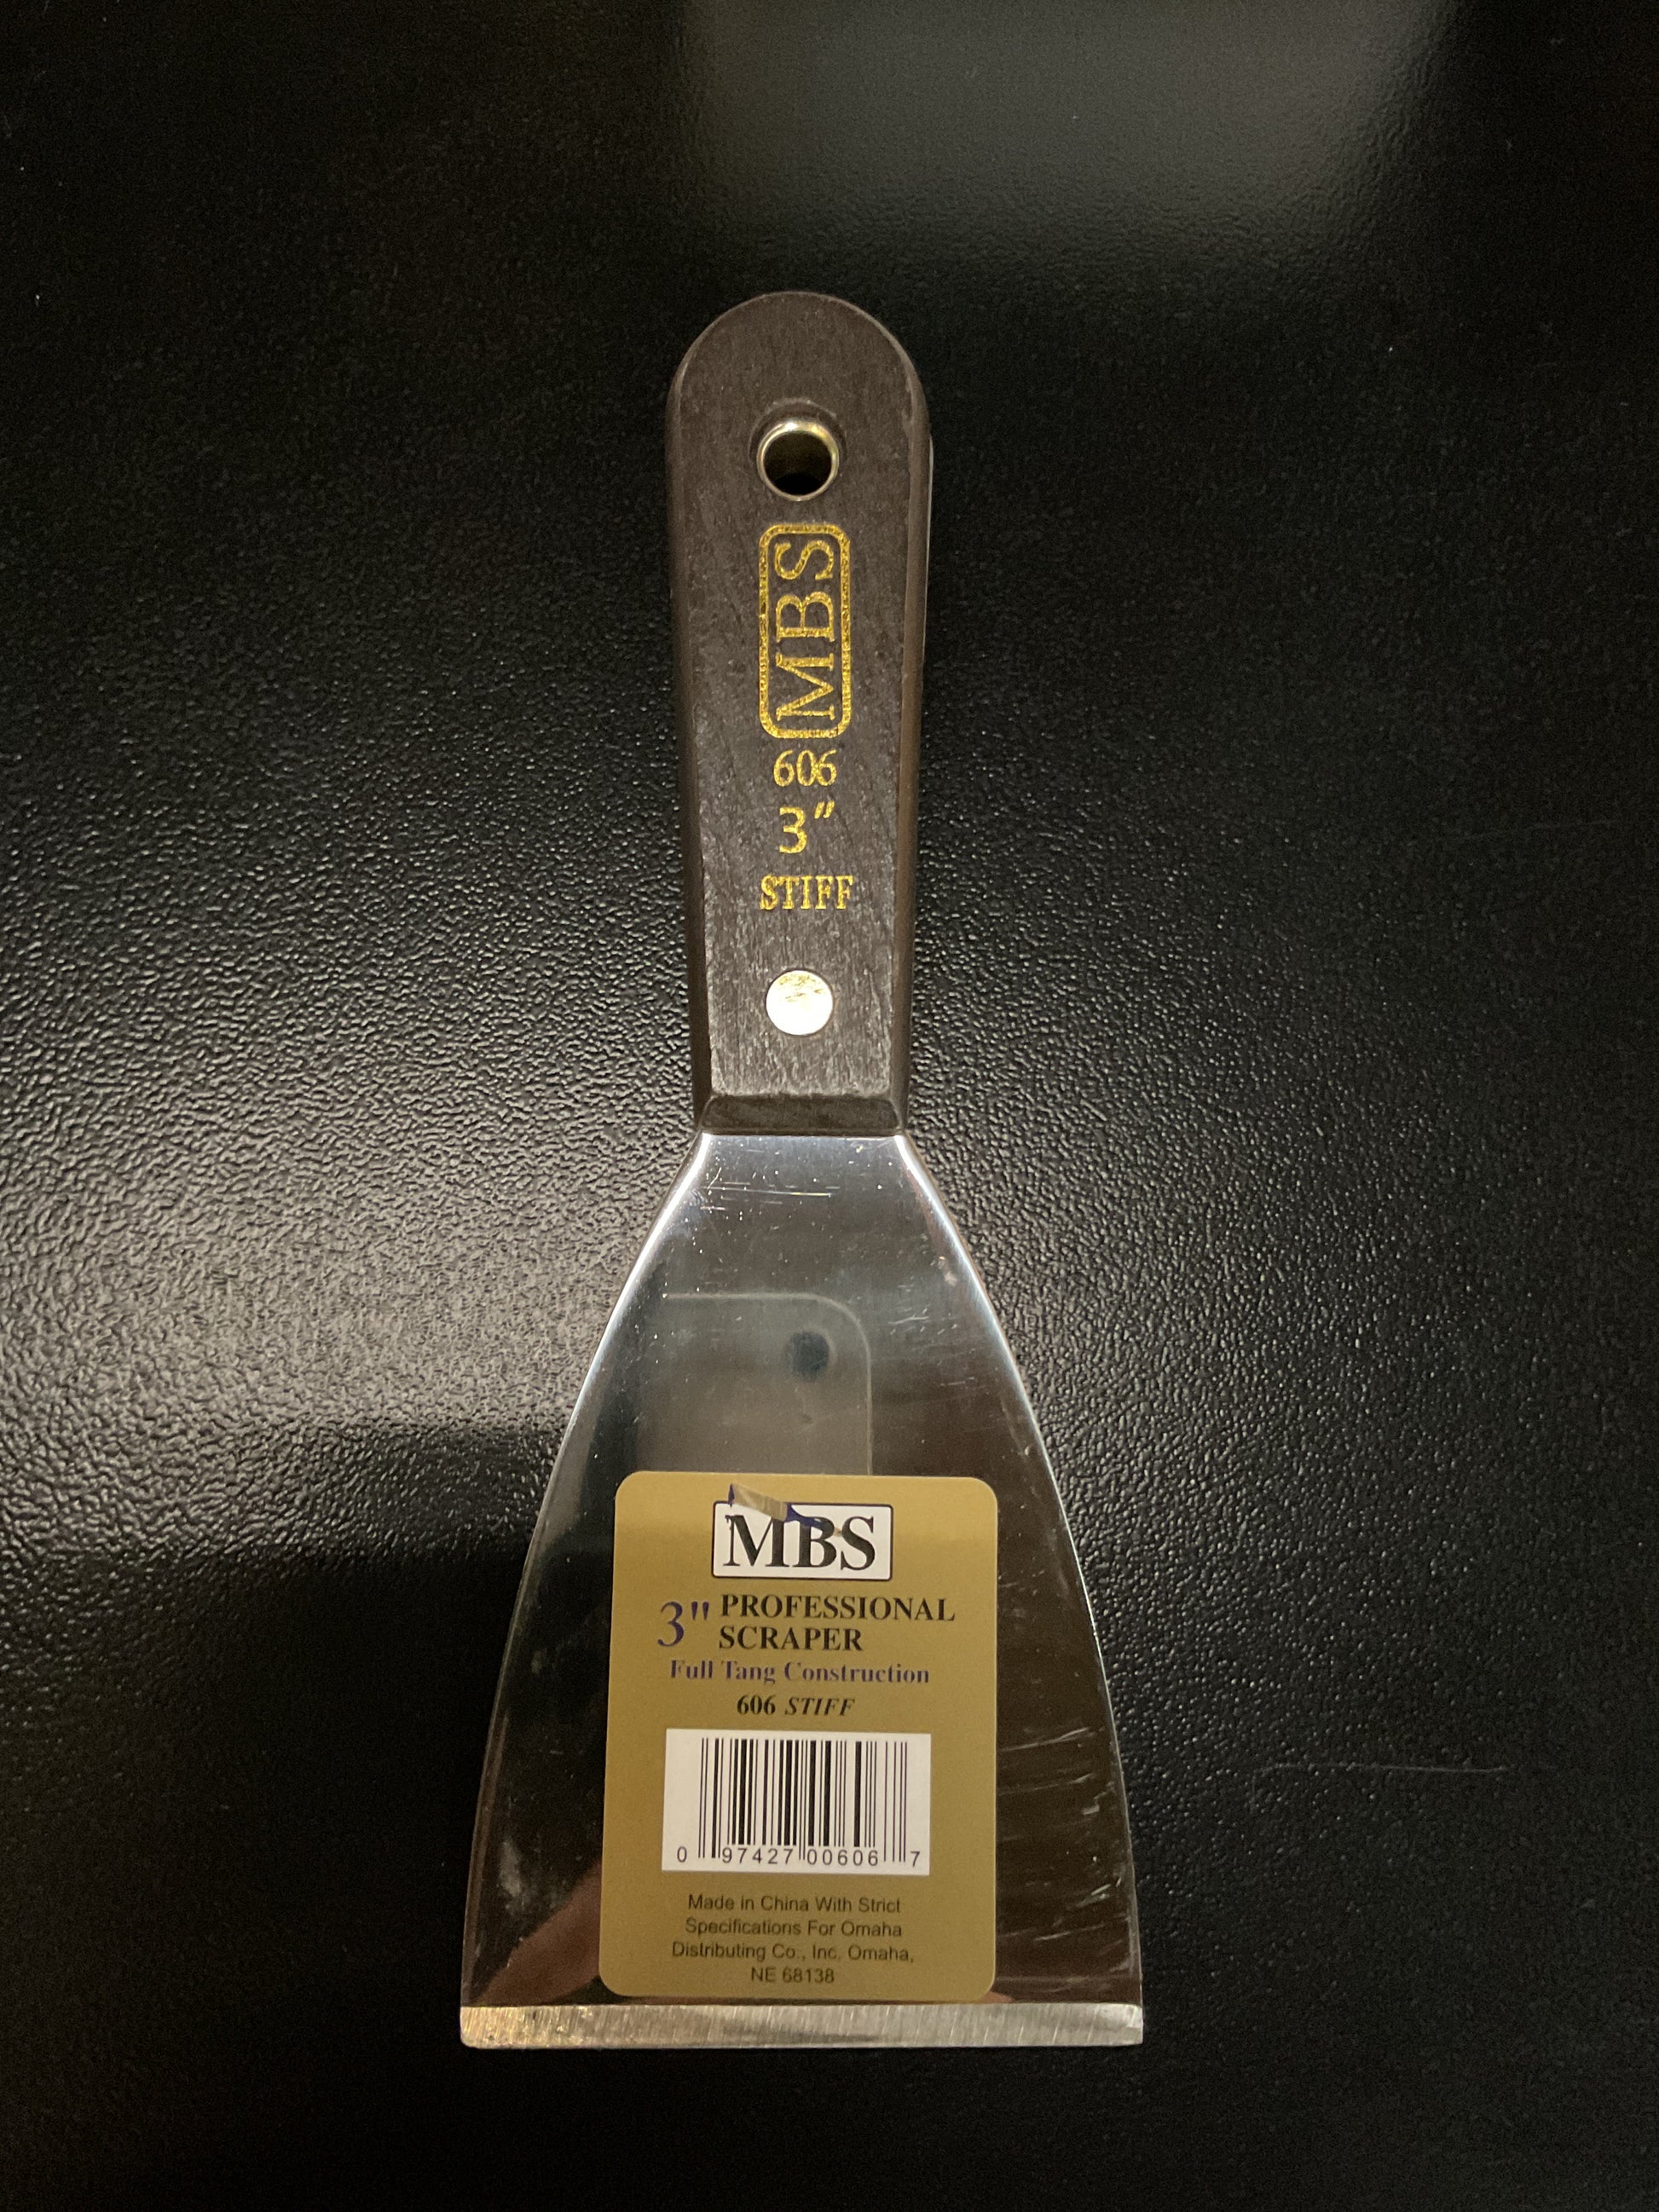 MBS
606
3"
STIFF
MBS
3" PROFESSIONAL
SCRAPER
Full Tang Construction
606 STIFF
0 97427 00606 7
Made in China With Strict
Specifications For Omaha
Distributing Co., Inc. Omaha,
NE 68138